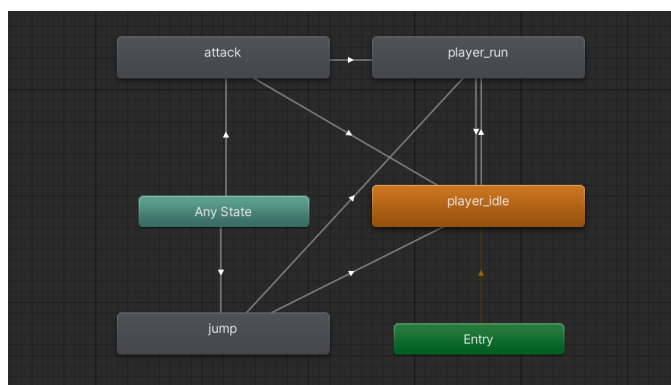 attack
player_run
Any State
player_idle
jump
Entry